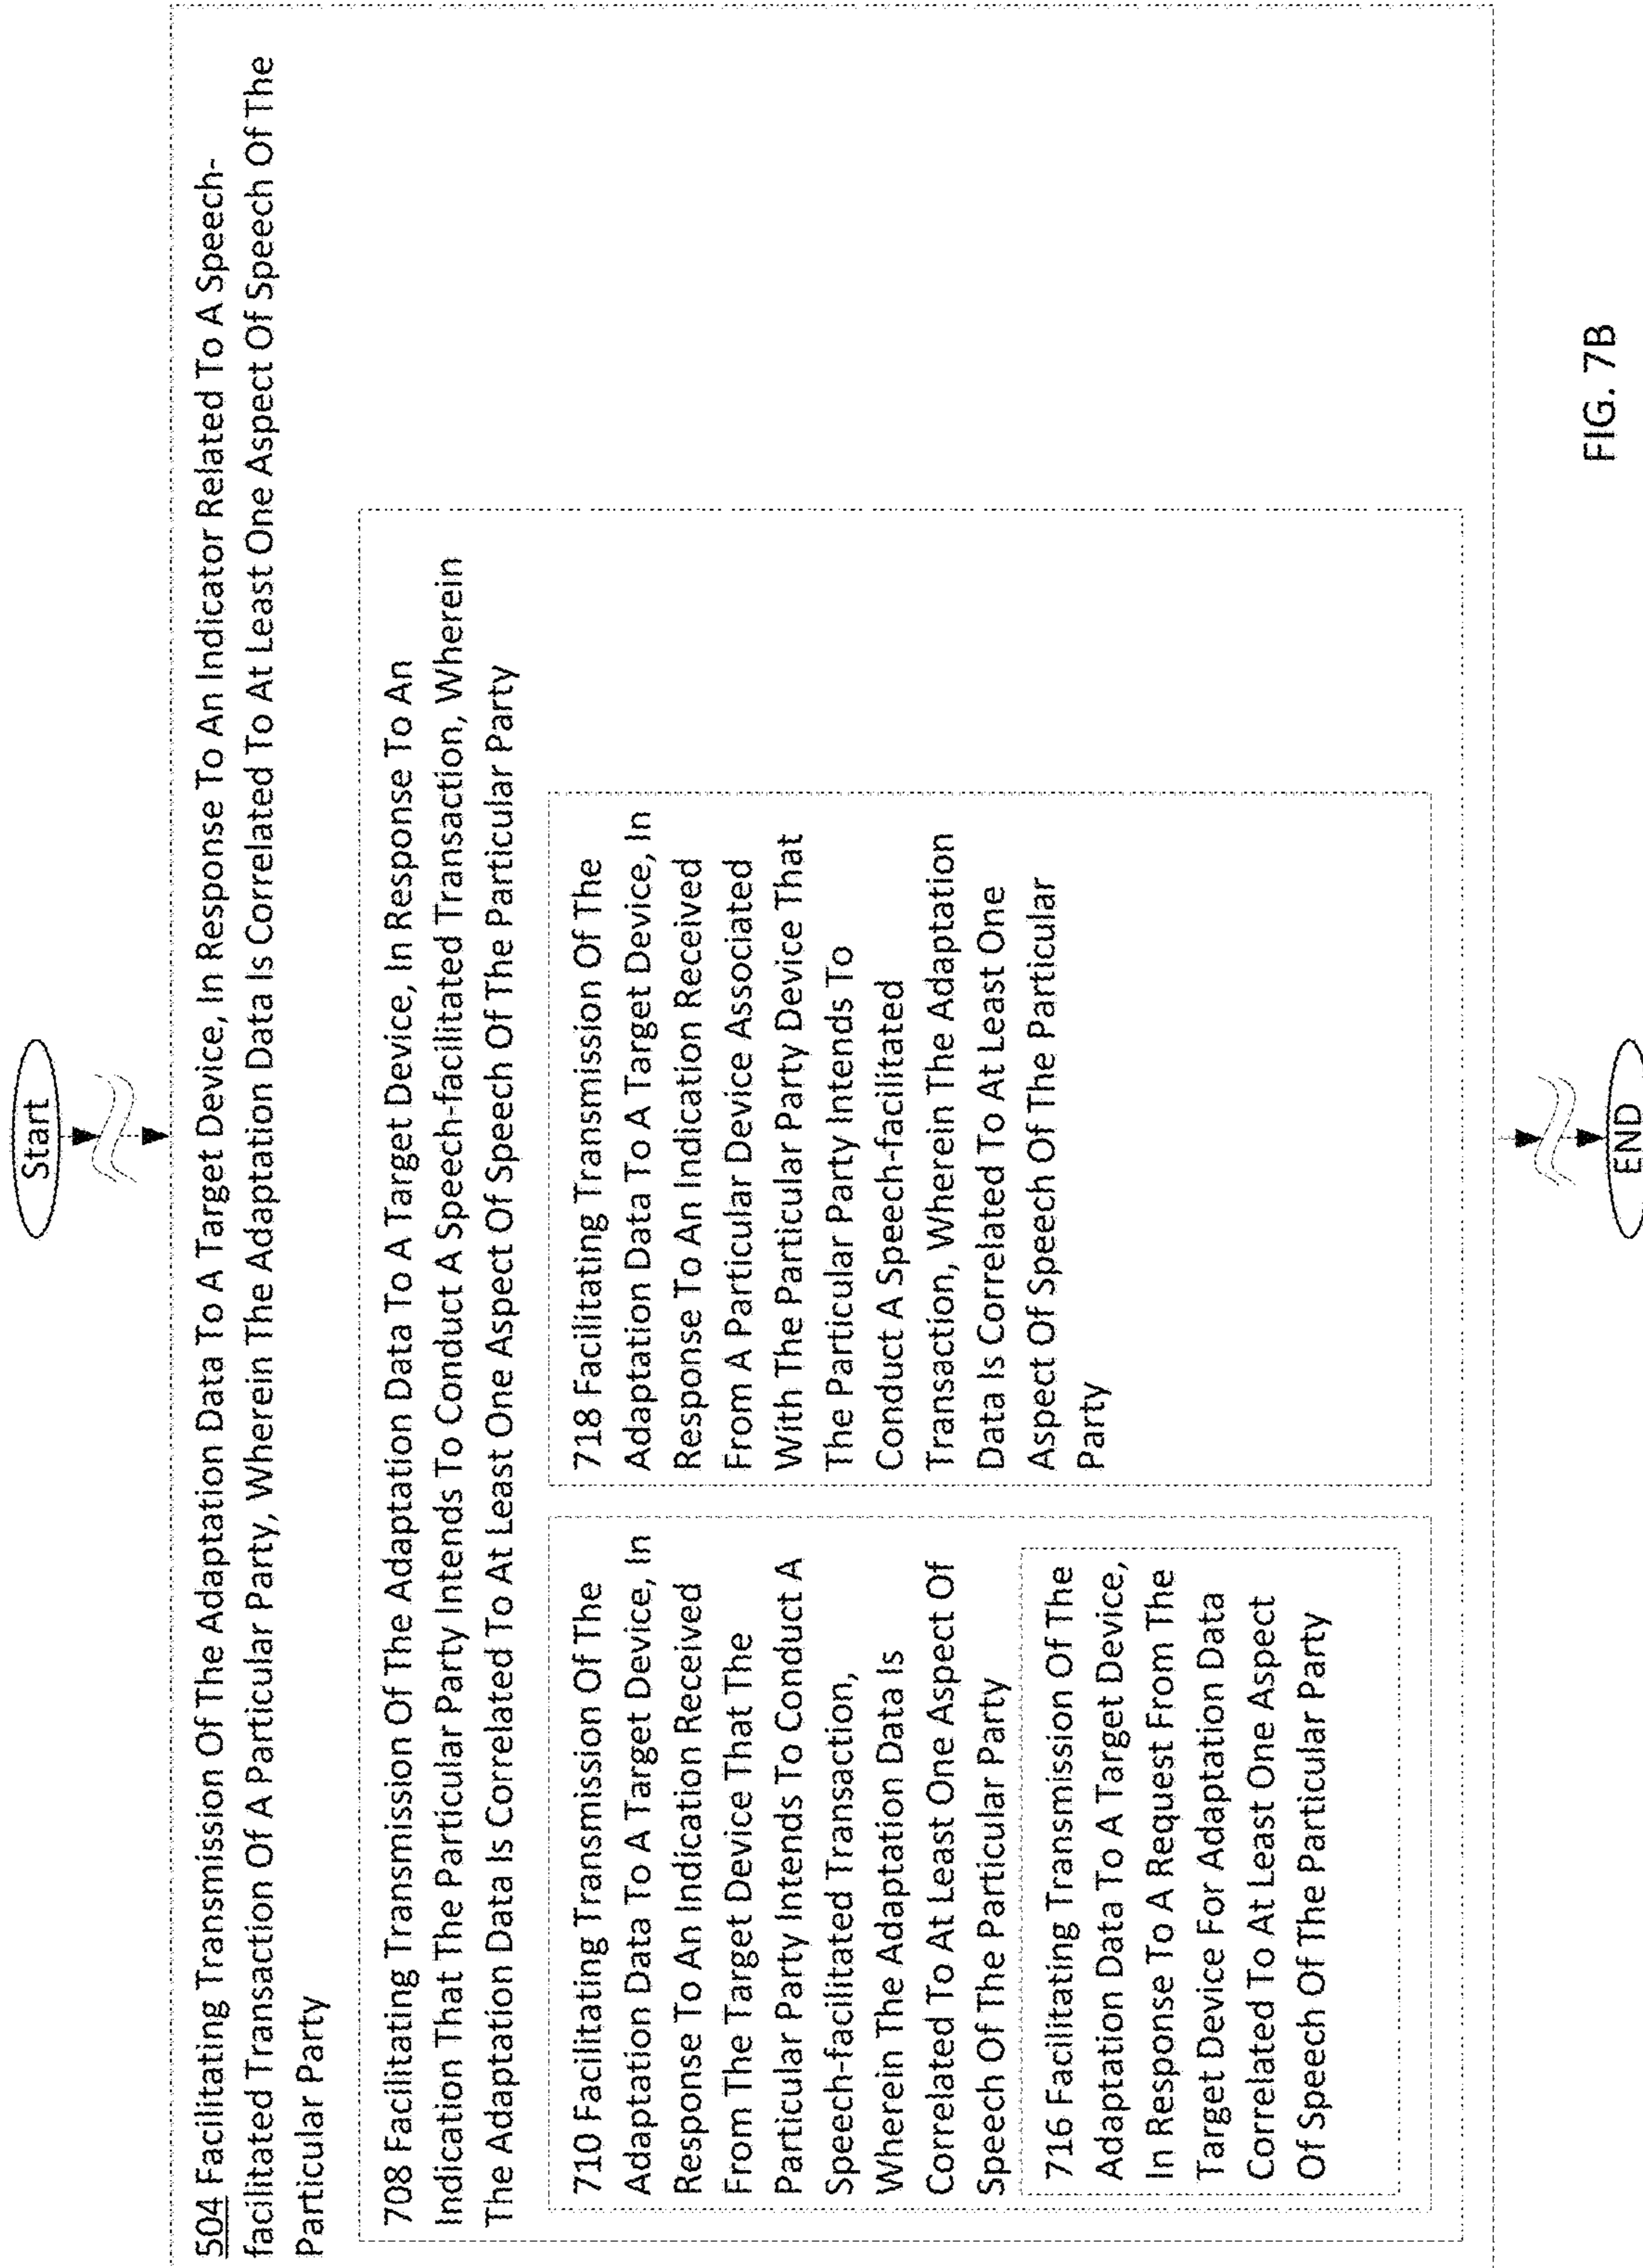 Start
504 Facilitating Transmission Of The Adaptation Data To A Target Device, In Response To An Indicator Related To A Speech-
facilitated Transaction Of A Particular Party, Wherein The Adaptation Data Is Correlated To At Least One Aspect Of Speech Of The
Particular Party
708 Facilitating Transmission Of The Adaptation Data To A Target Device, In Response To An
Indication That The Particular Party Intends To Conduct A Speech-facilitated Transaction, Wherein
The Adaptation Data Is Correlated To At Least One Aspect Of Speech Of The Particular Party
710 Facilitating Transmission Of The
Adaptation Data To A Target Device, In
Response To An Indication Received
From The Target Device That The
Particular Party Intends To Conduct A
Speech-facilitated Transaction,
Wherein The Adaptation Data Is
Correlated To At Least One Aspect Of
Speech Of The Particular Party
716 Facilitating Transmission Of The
Adaptation Data To A Target Device,
In Response To A Request From The
Target Device For Adaptation Data
Correlated To At Least One Aspect
Of Speech Of The Particular Party
718 Facilitating Transmission Of The
Adaptation Data To A Target Device, In
Response To An Indication Received
From A Particular Device Associated
With The Particular Party Device That
The Particular Party Intends To
Conduct A Speech-facilitated
Transaction, Wherein The Adaptation
Data Is Correlated To At Least One
Aspect Of Speech Of The Particular
Party
END
FIG. 7B